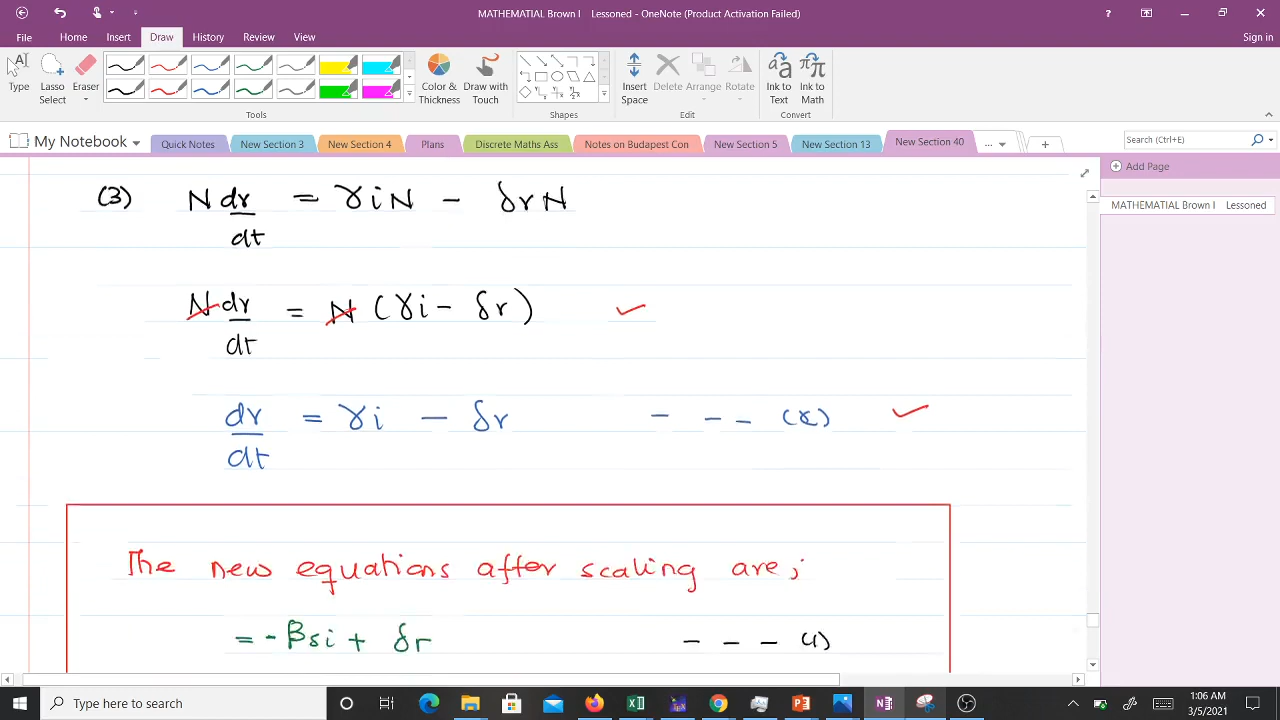 MATHEMATIAL Brown I Lessoned - OneNote (Product Activation Failed)
File Home Insert Draw History Review View
Sign in
Type Lasso Select Eraser Color & Thickness Draw with Touch Insert Space Delete Arrange Rotate Ink to Text Ink to Math
Tools Shapes Edit Convert
My Notebook Quick Notes New Section 3 New Section 4 Plans Discrete Maths Ass Notes on Budapest Con New Section 5 New Section 13 New Section 40 ... Search (Ctrl+E)
Add Page
MATHEMATIAL Brown I Lessoned
(3) N dr/dt = γiN - δrN
N dr/dt = N (γi - δr)
dr/dt = γi - δr - - -
The new equations after scaling are;
= -βsi + δr - - -
Type here to search
1:06 AM
3/5/2021